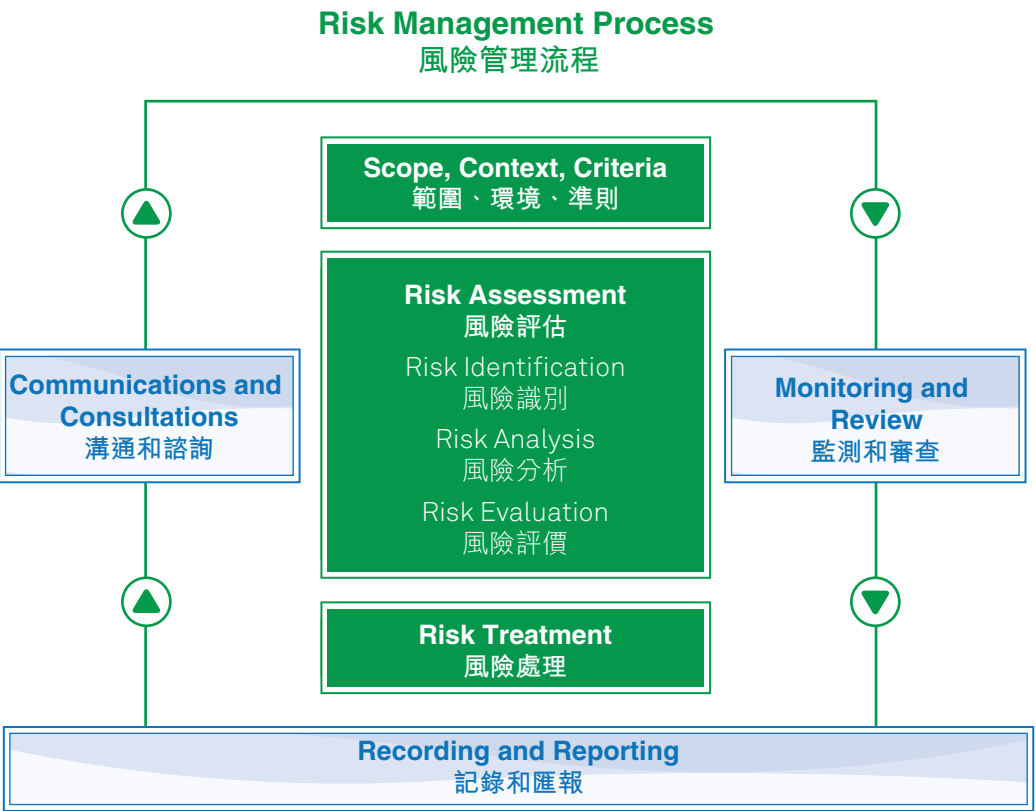 Risk Management Process
風險管理流程
Scope, Context, Criteria
範圍、環境、準則
Risk Assessment
風險評估
Risk Identification
風險識別
Risk Analysis
風險分析
Risk Evaluation
風險評價
Communications and
Consultations
溝通和諮詢
Monitoring and
Review
監測和審查
Risk Treatment
風險處理
Recording and Reporting
記錄和匯報